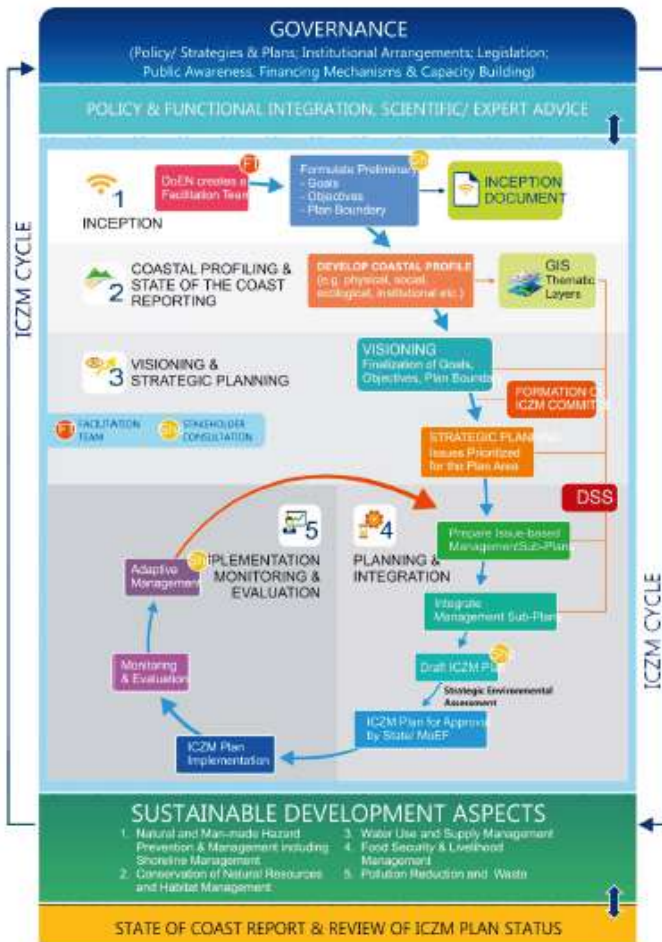 GOVERNANCE
(Policy/ Strategies & Plans; Institutional Arrangements; Legislation;
Public Awareness, Financing Mechanisms & Capacity Building)
POLICY & FUNCTIONAL INTEGRATION, SCIENTIFIC/ EXPERT ADVICE
ICZM CYCLE
ICZM CYCLE
1
INCEPTION
DoEN creates a
Facilitation Team
FT
Formulate Preliminary
- Goals
- Objectives
- Plan Boundary
INCEPTION
DOCUMENT
2
COASTAL PROFILING &
STATE OF THE COAST
REPORTING
DEVELOP COASTAL PROFILE
(e.g. physical, social,
ecological, institutional etc.)
GIS
Thematic
Layers
3
VISIONING &
STRATEGIC PLANNING
VISIONING
Finalization of Goals,
Objectives, Plan Bounda
FORMATION O
ICZM COMMIT
FT
FACILITATION
TEAM
STAKEHOLDER
CONSULTATION
STRATEGIC PLANNING
Issues Prioritized
for the Plan Area
DSS
5
IMPLEMENTATION
MONITORING &
EVALUATION
4
PLANNING &
INTEGRATION
Prepare Issue-based
ManagementSub-Plans
Adaptive
Management
Integrate
Management Sub-Plans
Monitoring
& Evaluation
Draft ICZM Pl
Strategic Environmental
Assessment
ICZM Plan for Approva
by State/ MoEF
ICZM Plan
Implementation
SUSTAINABLE DEVELOPMENT ASPECTS
1. Natural and Man-made Hazard
Prevention & Management including
Shoreline Management
2. Conservation of Natural Resources
and Habitat Management
3. Water Use and Supply Management
4. Food Security & Livelihood
Management
5. Pollution Reduction and Waste
STATE OF COAST REPORT & REVIEW OF ICZM PLAN STATUS